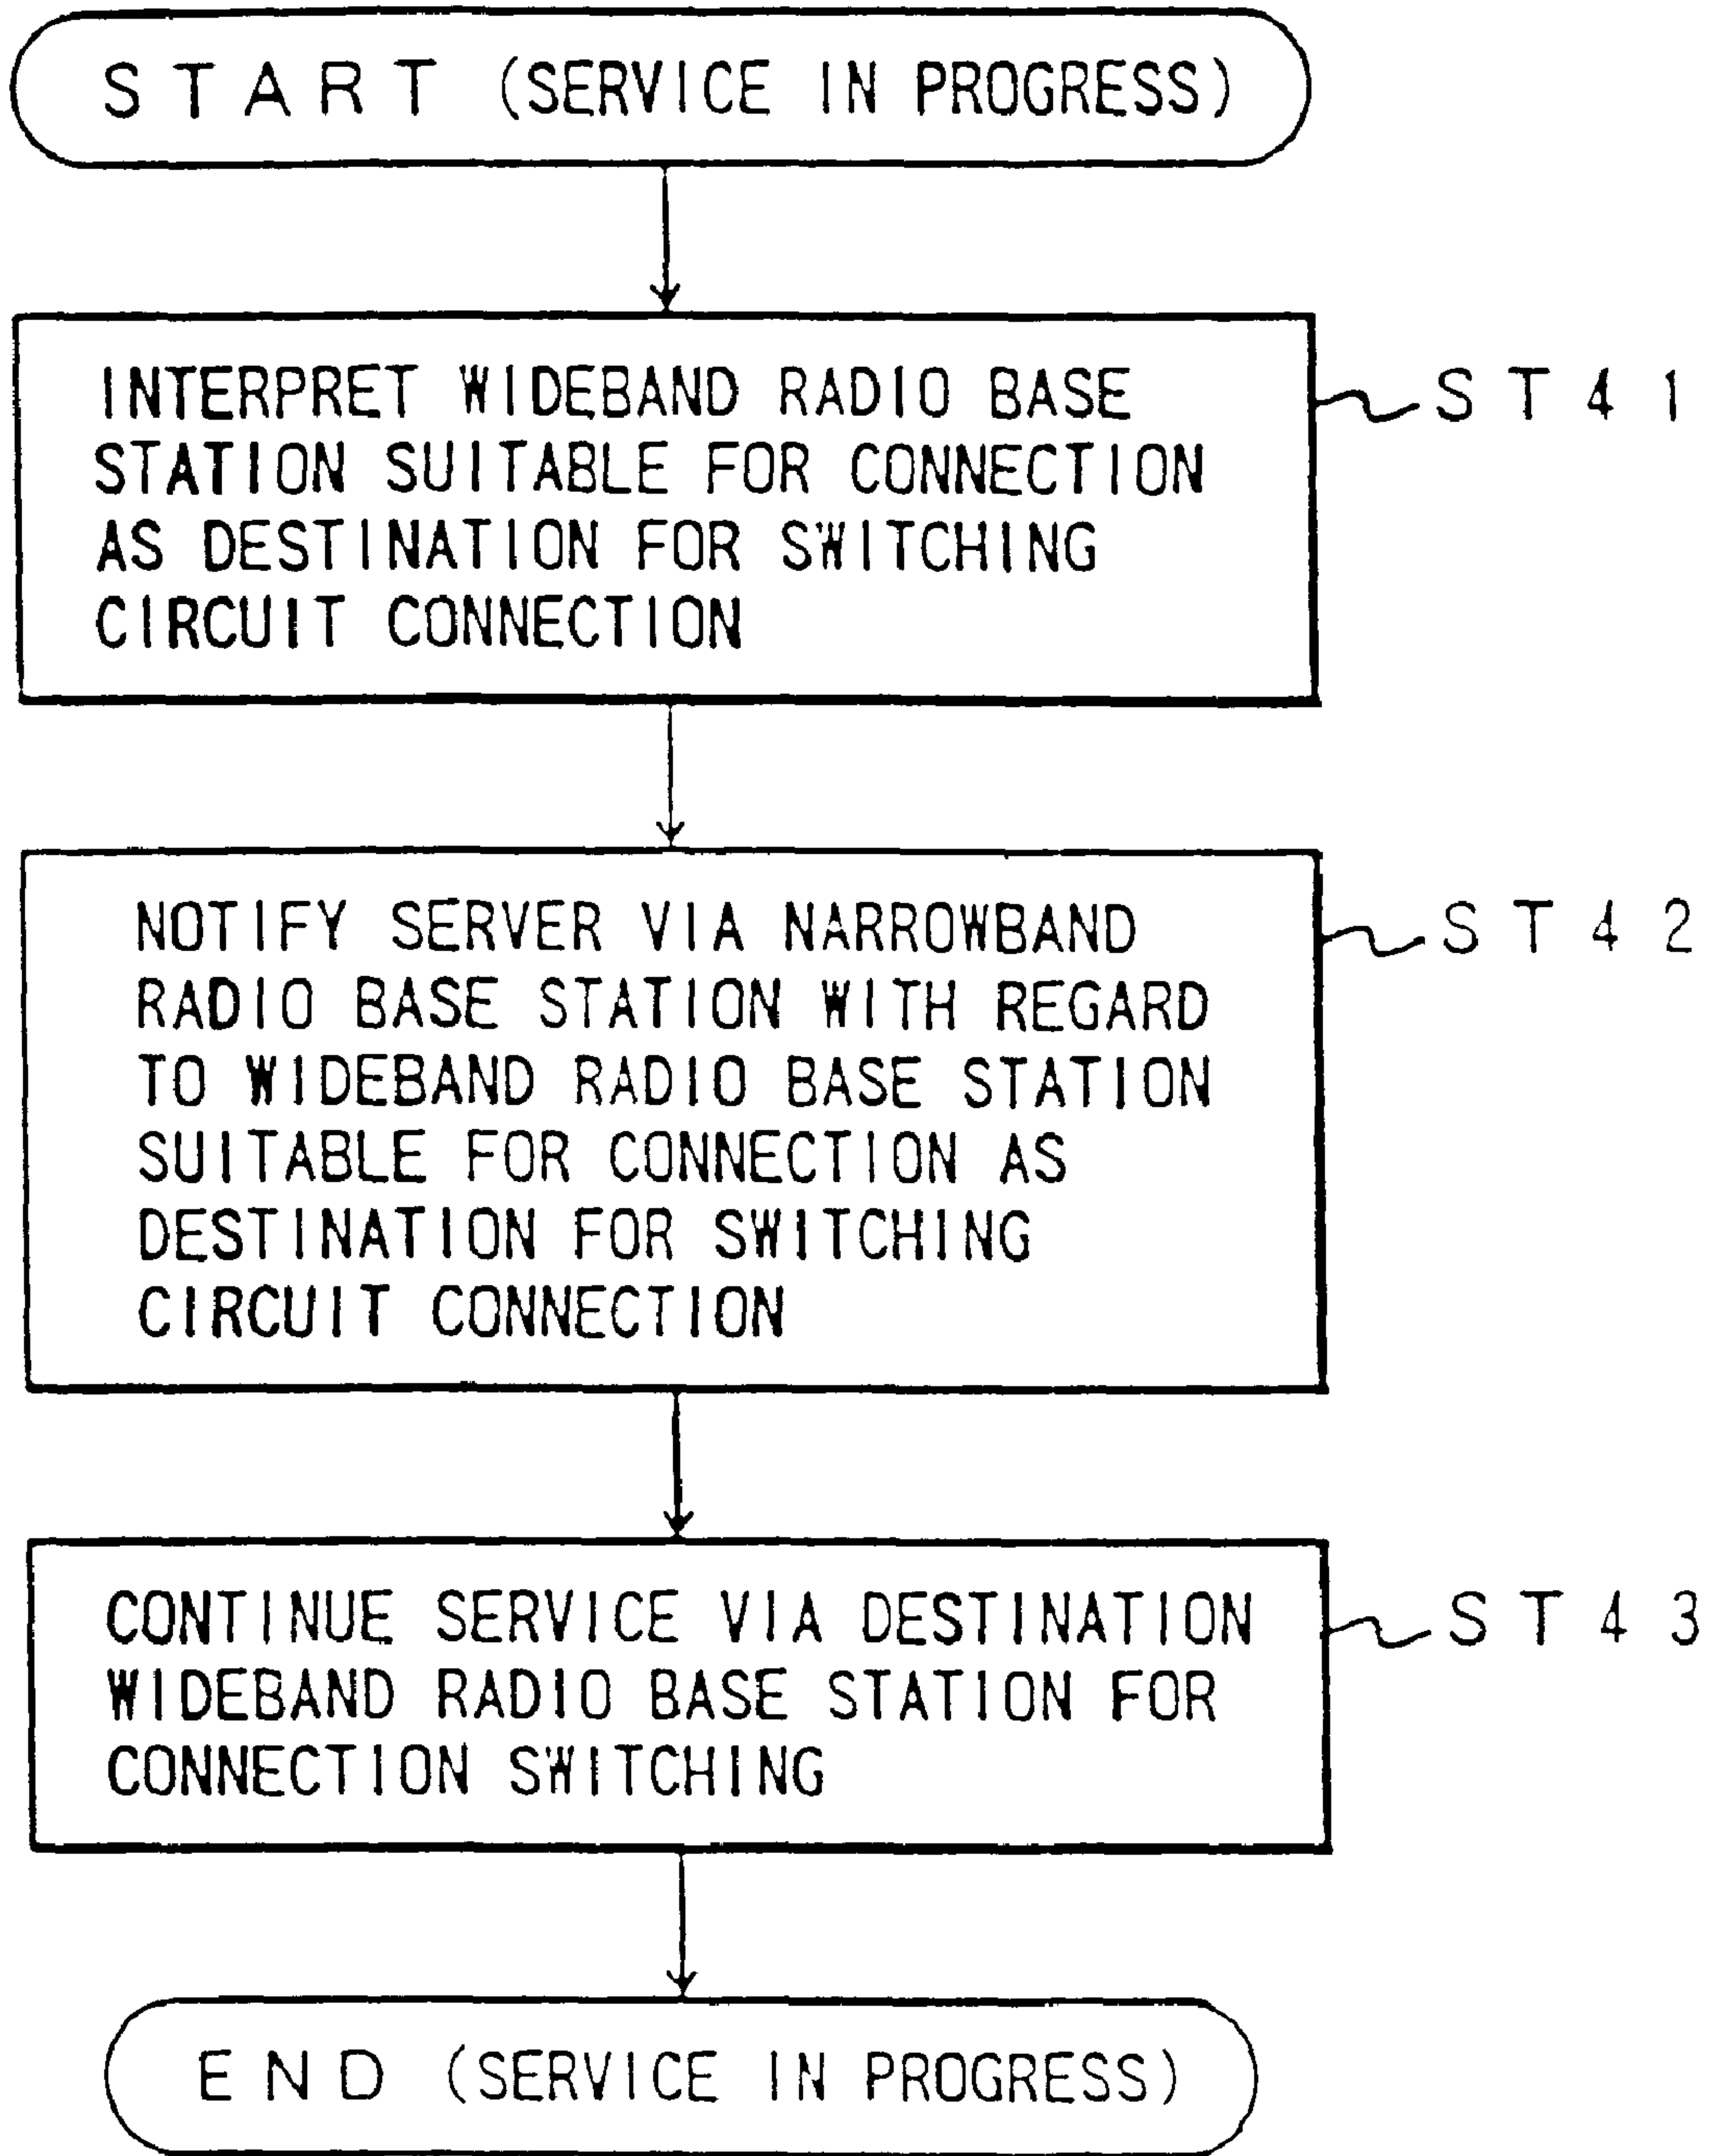 START (SERVICE IN PROGRESS)
INTERPRET WIDEBAND RADIO BASE
STATION SUITABLE FOR CONNECTION
AS DESTINATION FOR SWITCHING
CIRCUIT CONNECTION
ST41
NOTIFY SERVER VIA NARROWBAND
RADIO BASE STATION WITH REGARD
TO WIDEBAND RADIO BASE STATION
SUITABLE FOR CONNECTION AS
DESTINATION FOR SWITCHING
CIRCUIT CONNECTION
ST42
CONTINUE SERVICE VIA DESTINATION
WIDEBAND RADIO BASE STATION FOR
CONNECTION SWITCHING
ST43
END (SERVICE IN PROGRESS)